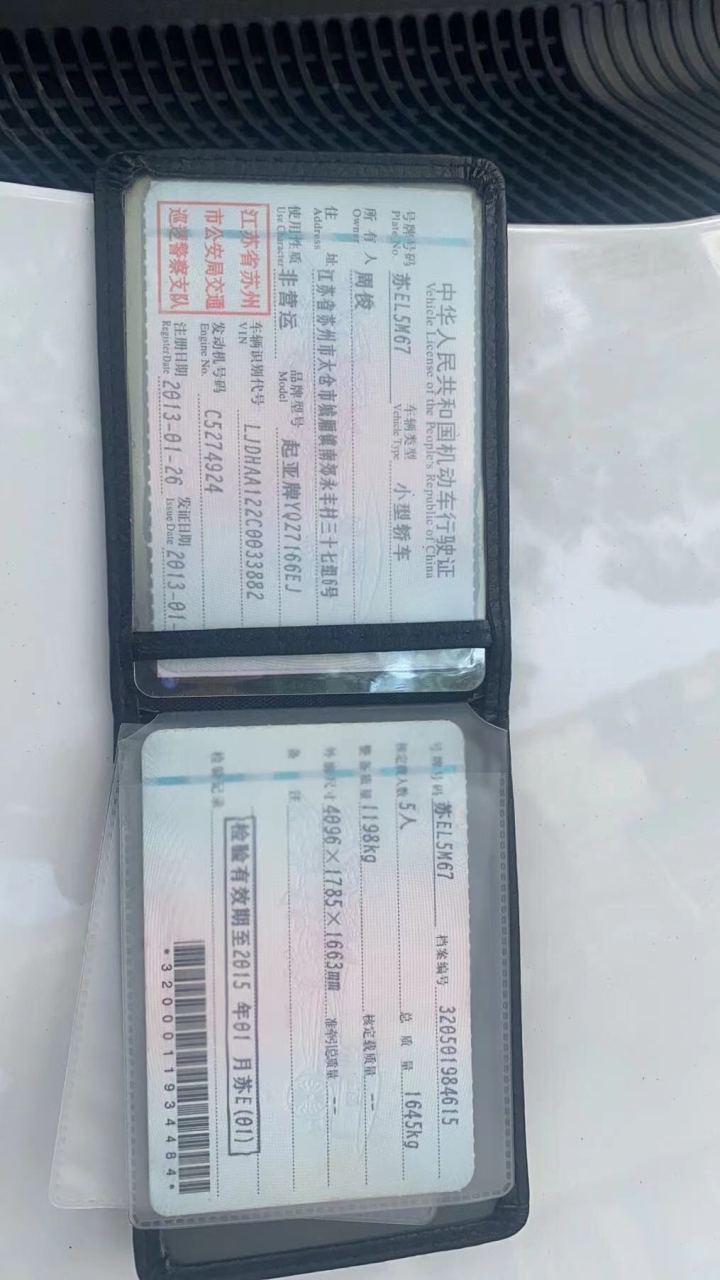 中华人民共和国机动车行驶证
Vehicle License of the People's Republic of China
号牌号码 苏EL5M67 车辆类型 小型轿车
Plate No. Vehicle Type
所有人 周俊
Owner
住址 江苏省苏州市太仓市城厢镇南郊永丰村三十七组6号
Address
使用性质 非营运 品牌型号 起亚牌YQZ7166EJ
Use Character Model
江苏省苏州
市公安局交通
巡逻警察支队
车辆识别代号 LJDHAA122C0033882
VIN
发动机号码 C5274924
Engine No.
注册日期 2013-01-26 发证日期 2013-01-
Register Date Issue Date
号牌号码 苏EL5M67 档案编号 320501984615
核定载人数 5人 总质量 1645kg
整备质量 1198kg 核定载质量 --
外廓尺寸 4096×1785×1663mm 准牵引总质量 --
备注
检验记录
检验有效期至2015年01月苏E(01)
*3200011934484*